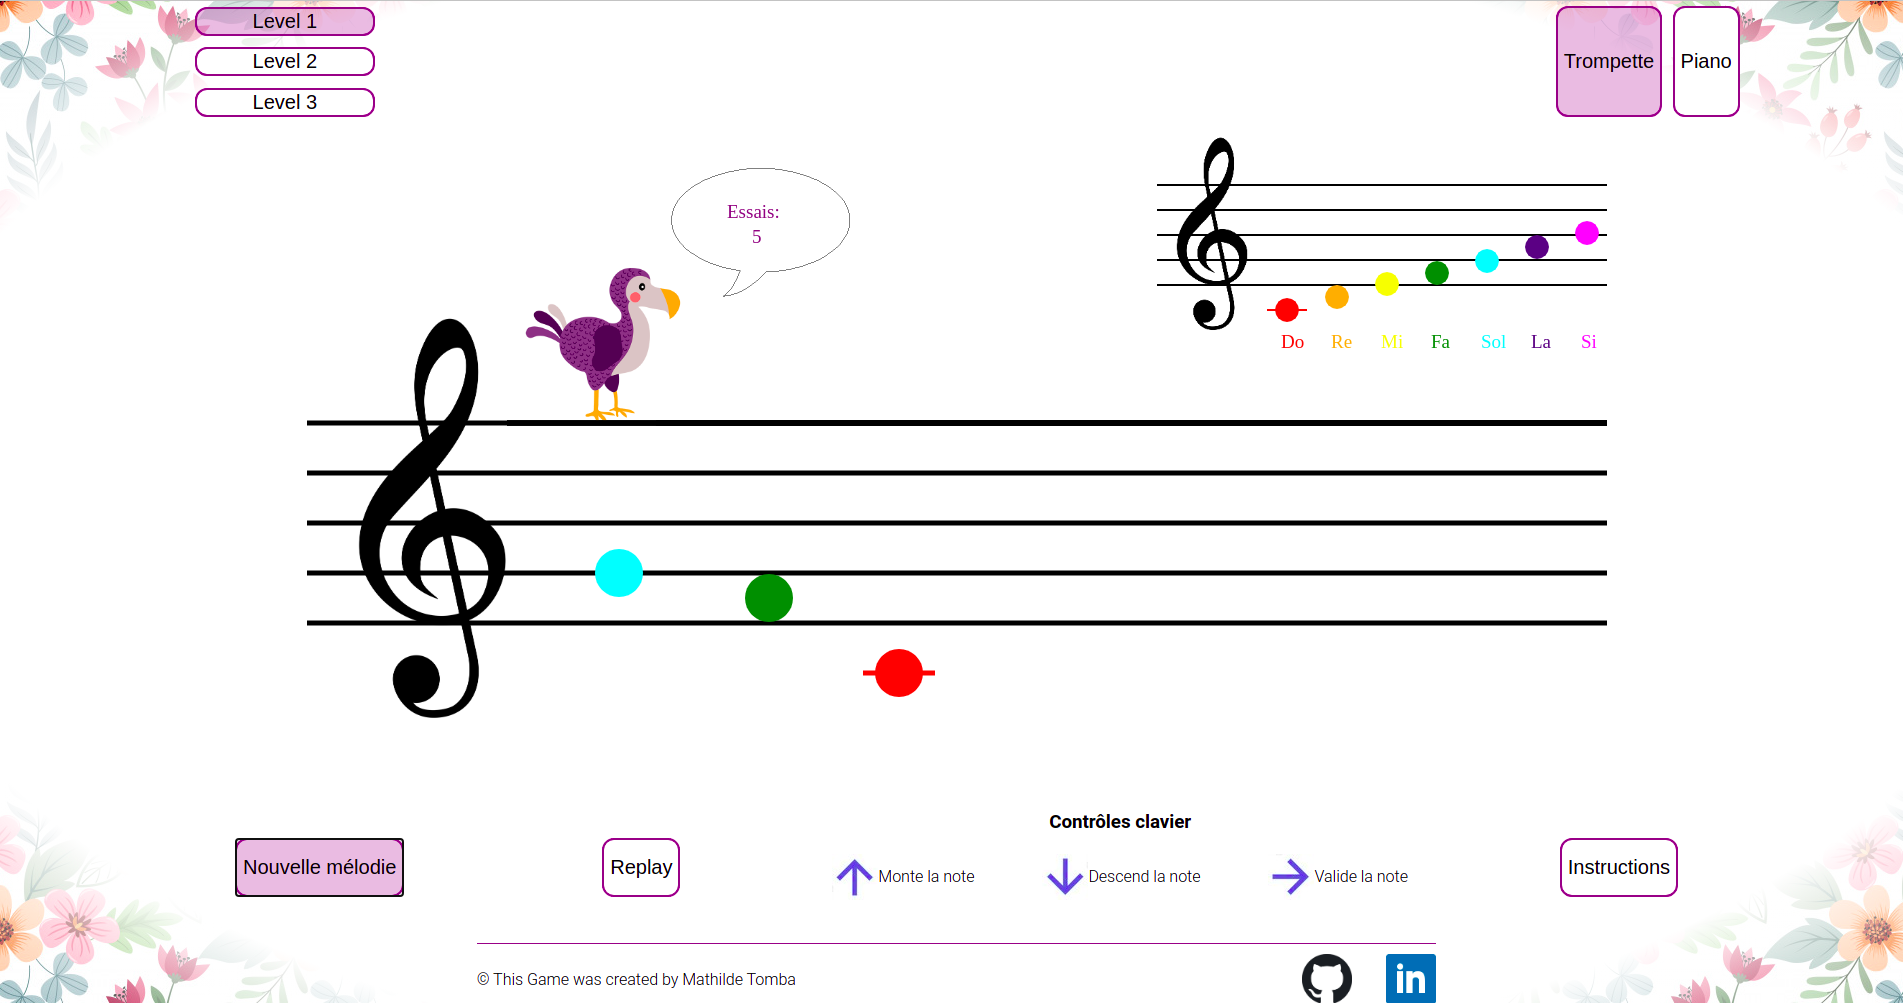 Level 1
Level 2
Level 3
Trompette
Piano
Essais:
5
Do Re Mi Fa Sol La Si
Contrôles clavier
Nouvelle mélodie
Replay
Monte la note
Descend la note
Valide la note
Instructions
© This Game was created by Mathilde Tomba
in